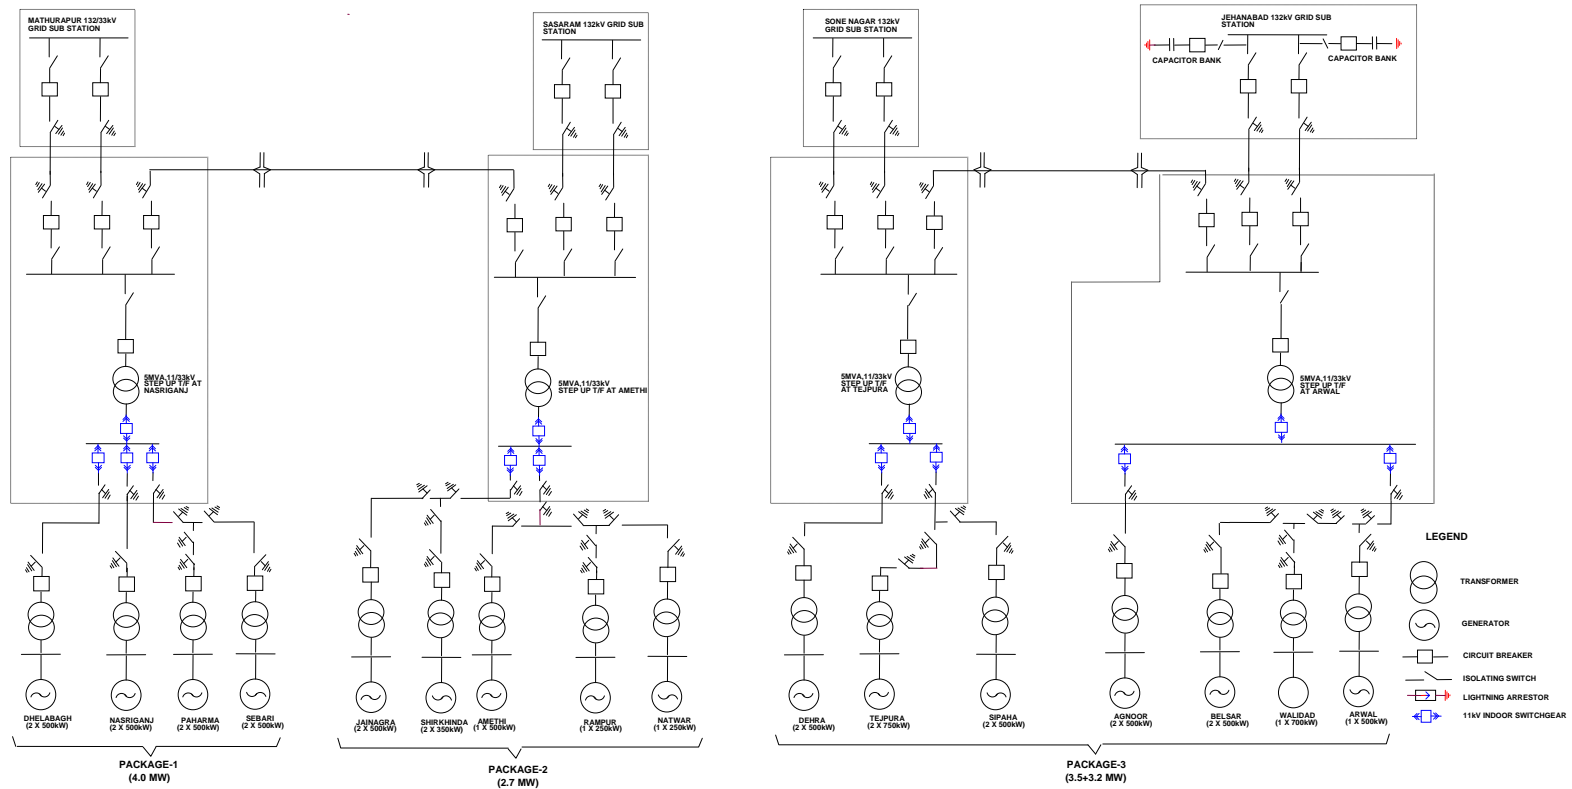 MATHURAPUR 132/33kV
GRID SUB STATION
SASARAM 132kV GRID SUB
STATION
SONE NAGAR 132kV
GRID SUB STATION
JEHANABAD 132kV GRID SUB
STATION
CAPACITOR BANK
CAPACITOR BANK
5MVA,11/33kV
STEP UP T/F AT
NASRIGANJ
5MVA,11/33kV
STEP UP T/F AT AMETHI
5MVA,11/33kV
STEP UP T/F
AT TEJPURA
5MVA,11/33kV
STEP UP T/F
AT ARWAL
DHELABAGH
(2 X 500kW)
NASRIGANJ
(2 X 500kW)
PAHARMA
(2 X 500kW)
SEBARI
(2 X 500kW)
JAINAGRA
(2 X 500kW)
SHIRKHINDA
(2 X 350kW)
AMETHI
(1 X 500kW)
RAMPUR
(1 X 250kW)
NATWAR
(1 X 250kW)
DEHRA
(2 X 500kW)
TEJPURA
(2 X 750kW)
SIPAHA
(2 X 500kW)
AGNOOR
(2 X 500kW)
BELSAR
(2 X 500kW)
WALIDAD
(1 X 700kW)
ARWAL
(1 X 500kW)
PACKAGE-1
(4.0 MW)
PACKAGE-2
(2.7 MW)
PACKAGE-3
(3.5+3.2 MW)
LEGEND
TRANSFORMER
GENERATOR
CIRCUIT BREAKER
ISOLATING SWITCH
LIGHTNING ARRESTOR
11kV INDOOR SWITCHGEAR